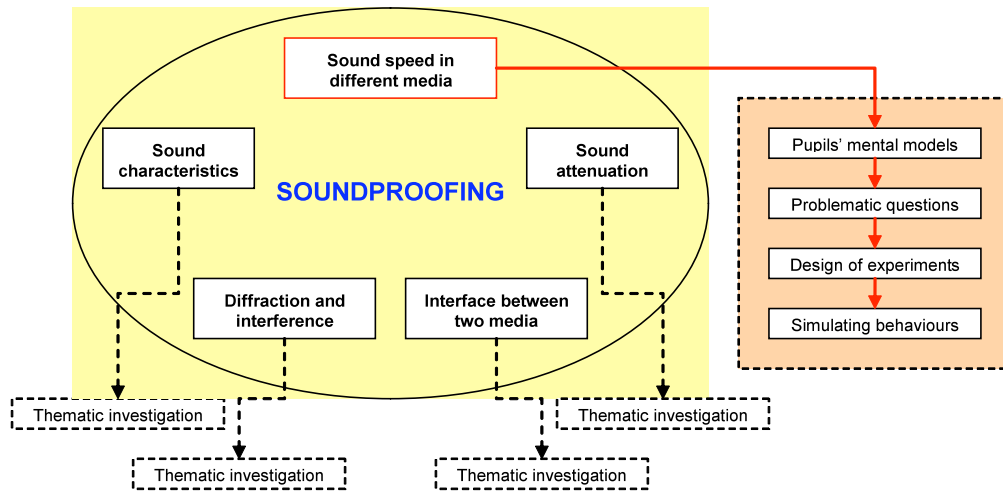 Sound speed in
different media
Sound
characteristics
SOUNDPROOFING
Sound
attenuation
Diffraction and
interference
Interface between
two media
Pupils' mental models
Problematic questions
Design of experiments
Simulating behaviours
Thematic investigation
Thematic investigation
Thematic investigation
Thematic investigation